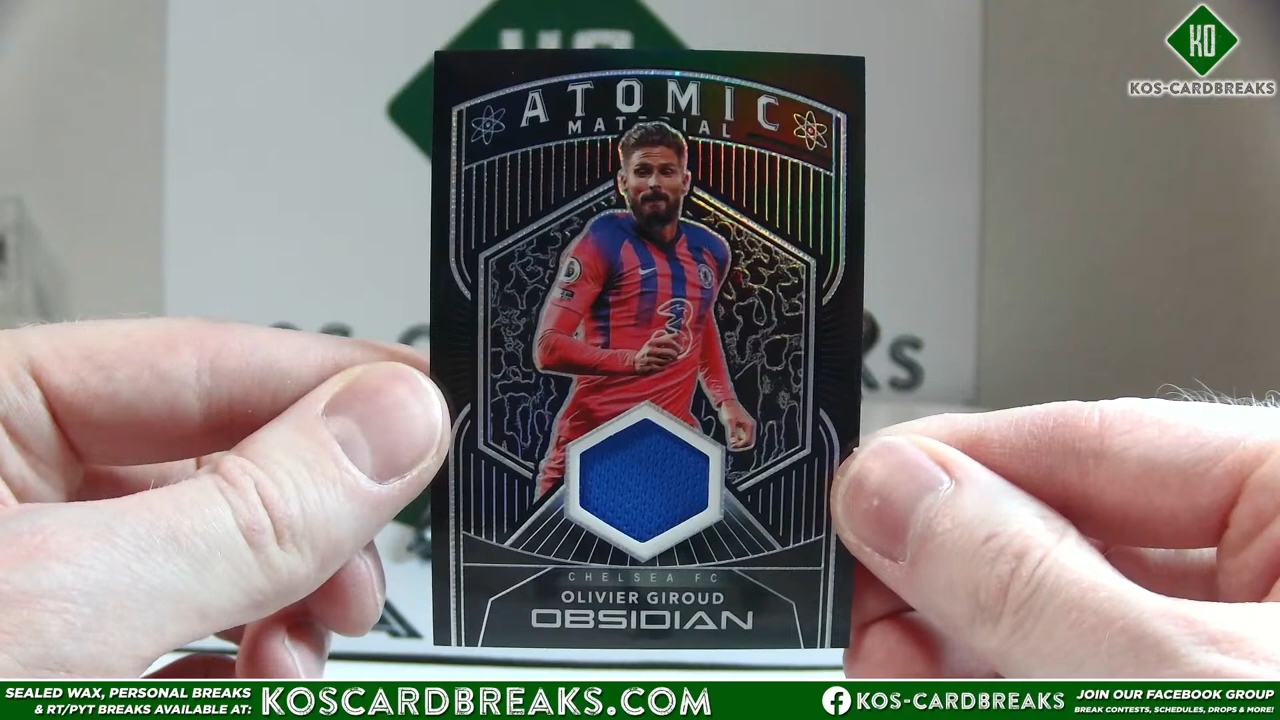 KO
KOS-CARDBREAKS
ATOMIC
MATERIAL
3
CHELSEA FC
OLIVIER GIROUD
OBSIDIAN
SEALED WAX, PERSONAL BREAKS
& RT/PYT BREAKS AVAILABLE AT:
KOSCARDBREAKS.COM
KOS-CARDBREAKS
JOIN OUR FACEBOOK GROUP
BREAK CONTESTS, SCHEDULES, DROPS & MORE!